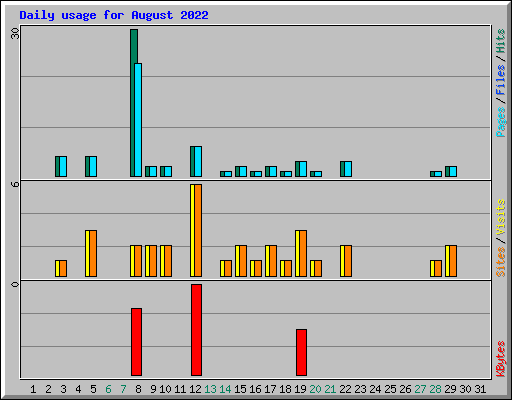 Daily usage for August 2022
30
6
0
Pages / Files / Hits
Sites / Visits
KBytes
1 2 3 4 5 6 7 8 9 10 11 12 13 14 15 16 17 18 19 20 21 22 23 24 25 26 27 28 29 30 31